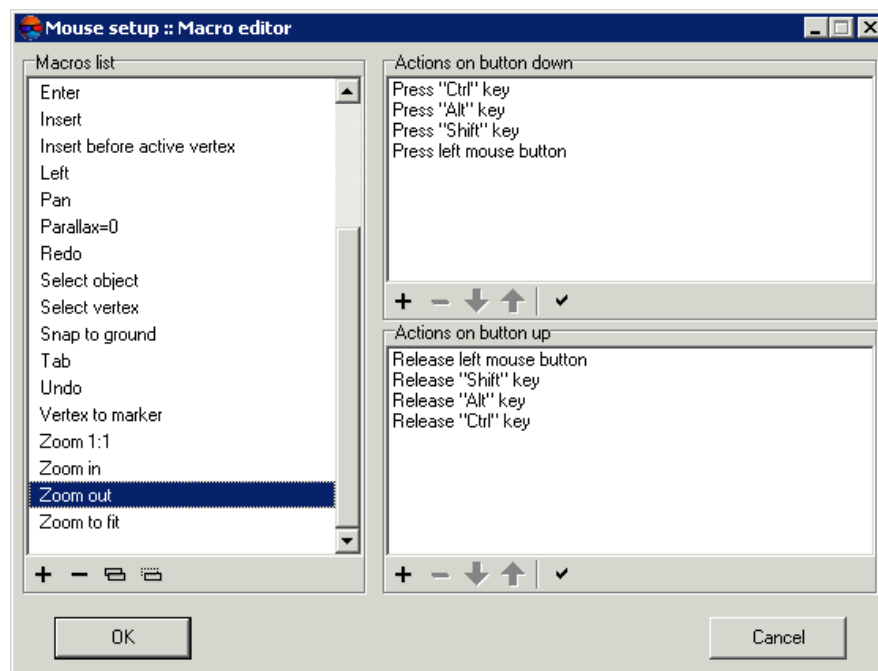 Mouse setup :: Macro editor
Macros list
Enter
Insert
Insert before active vertex
Left
Pan
Parallax=0
Redo
Select object
Select vertex
Snap to ground
Tab
Undo
Vertex to marker
Zoom 1:1
Zoom in
Zoom out
Zoom to fit
Actions on button down
Press "Ctrl" key
Press "Alt" key
Press "Shift" key
Press left mouse button
Actions on button up
Release left mouse button
Release "Shift" key
Release "Alt" key
Release "Ctrl" key
OK
Cancel